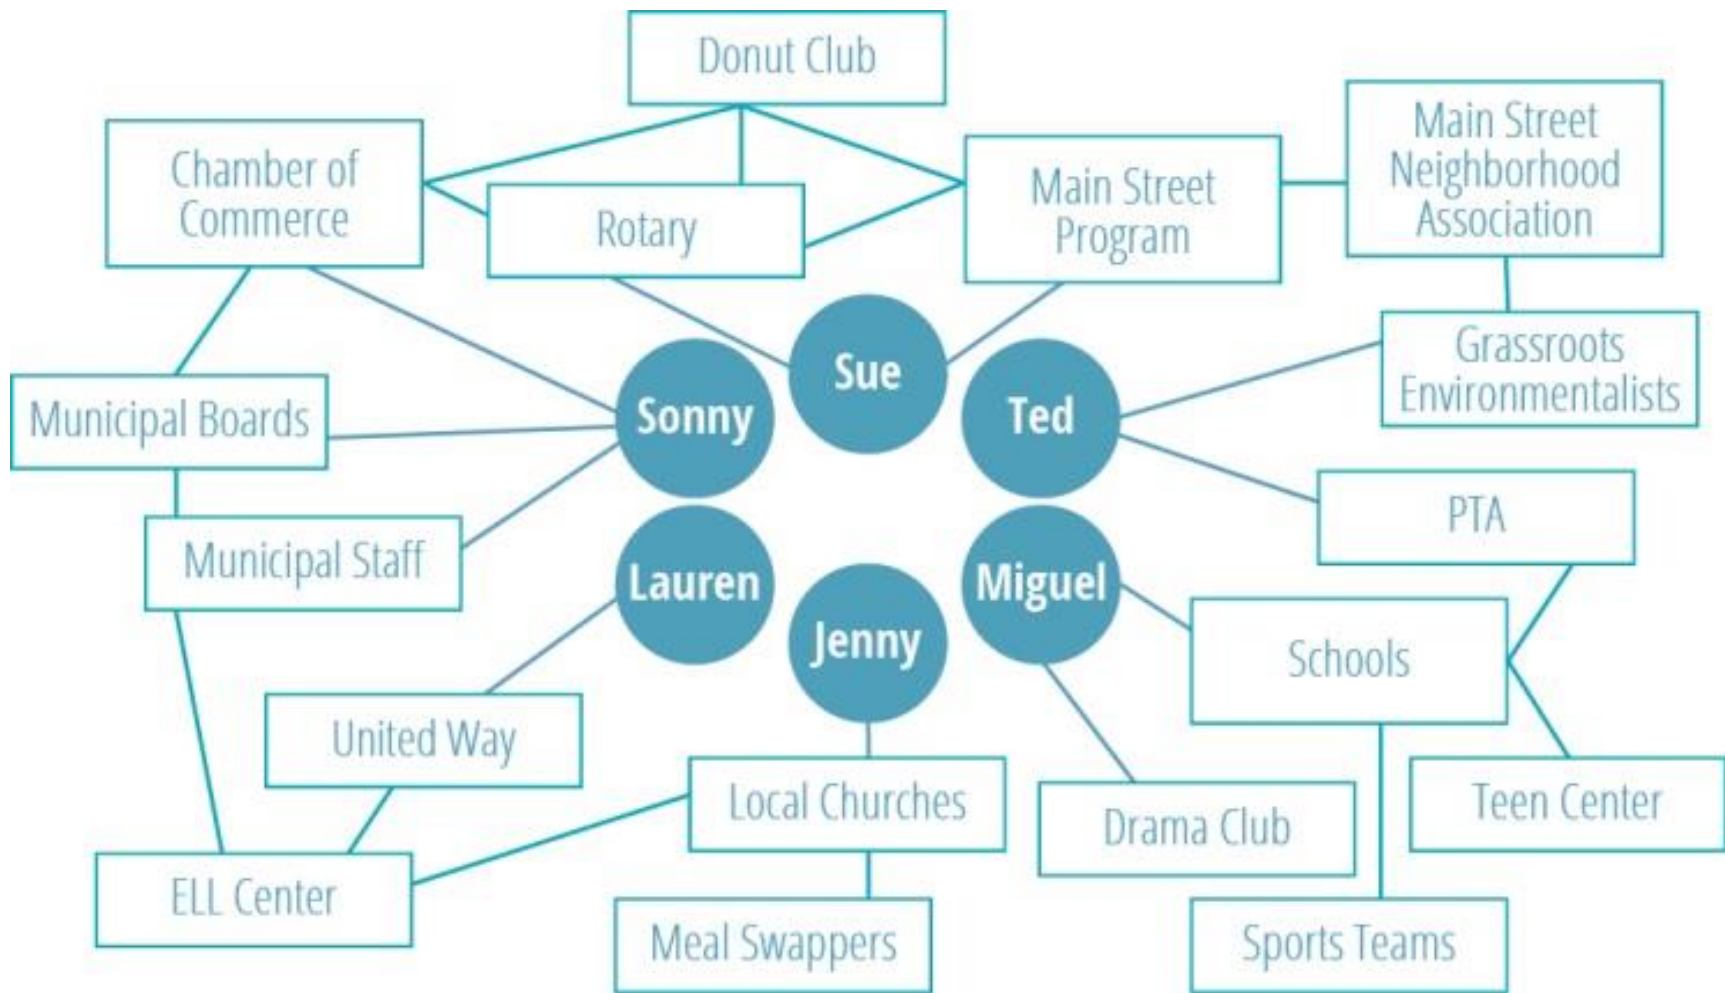 Donut Club
Chamber of
Commerce
Rotary
Main Street
Program
Main Street
Neighborhood
Association
Grassroots
Environmentalists
Sue
Sonny
Ted
Municipal Boards
PTA
Municipal Staff
Lauren
Miguel
Jenny
Schools
United Way
Local Churches
Drama Club
Teen Center
ELL Center
Meal Swappers
Sports Teams